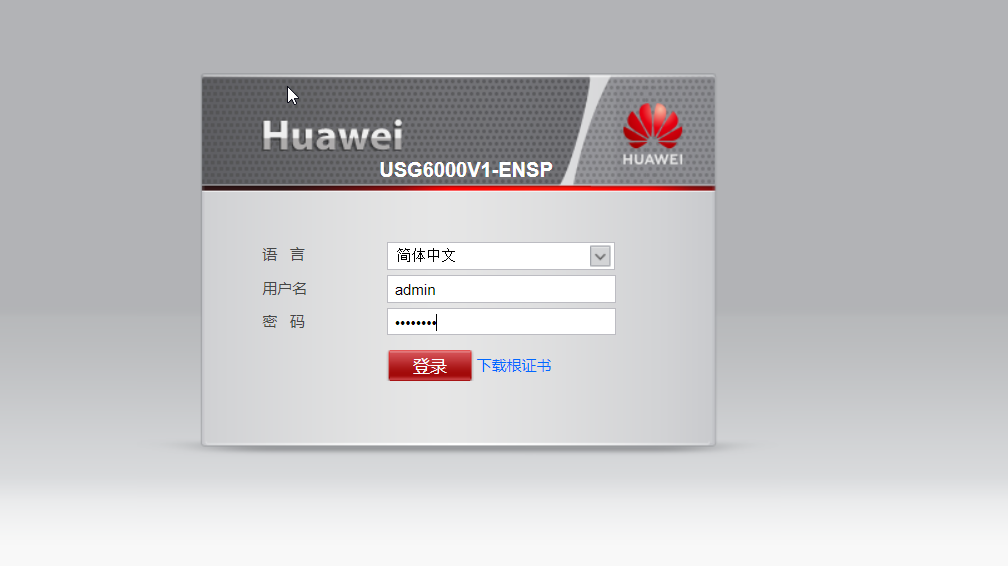 Huawei
HUAWEI
USG6000V1-ENSP
语 言 简体中文
用户名 admin
密 码 ••••••••
登录 下载根证书